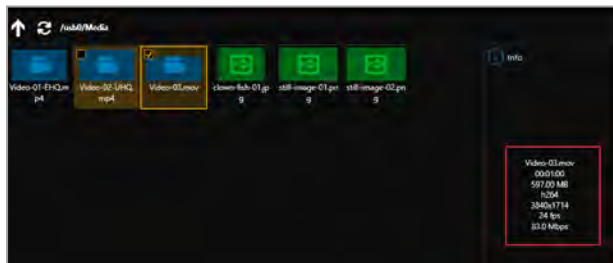 /usb0/Media
Video-01-EHQ.m
p4
Video-02-UHQ.
mp4
Video-03.mov
clown-fish-01.jp
g
still-image-01.pn
g
still-image-02.pn
g
Info
Video-03.mov
00:01:00
597.00 MB
h264
3840x1714
24 fps
83.0 Mbps